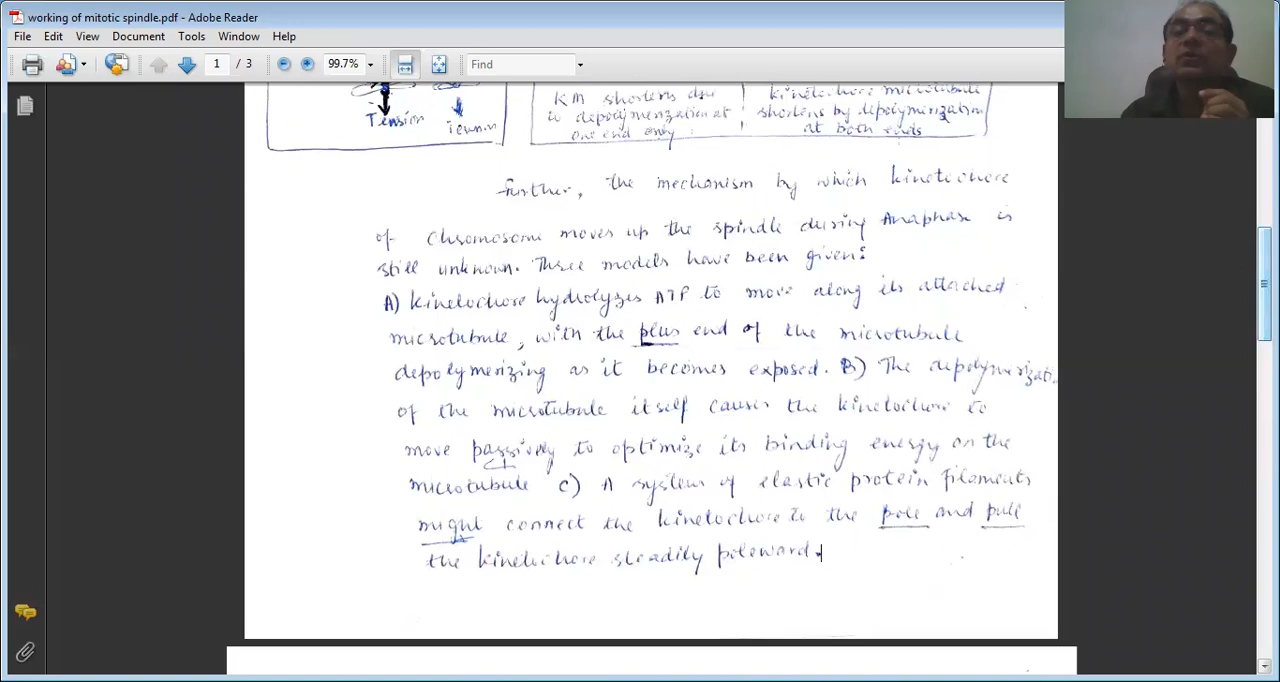 working of mitotic spindle.pdf - Adobe Reader
File Edit View Document Tools Window Help
1 / 3 99.7% Find
Tension
Tension
KM shortens due
to depolymerization at
one end only.
kinetochore microtubule
shortens by depolymerization
at both ends
Further, the mechanism by which kinetochore
of Chromosome moves up the spindle during Anaphase is
still unknown. Three models have been given:
A) kinetochore hydrolyzes ATP to move along its attached
microtubule, with the plus end of the microtubule
depolymerizing as it becomes exposed. B) The depolymerizati
of the microtubule itself causes the kinetochore to
move passively to optimize its binding energy on the
microtubule C) A system of elastic protein filaments
might connect the kinetochore to the pole and pull
the kinetochore steadily poleward.